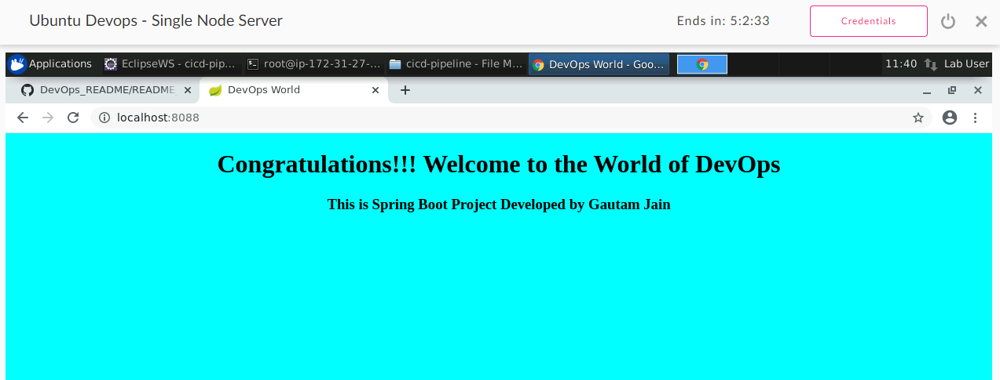 Ubuntu Devops - Single Node Server Ends in: 5:2:33 Credentials
Applications EclipseWS - cicd-pip... root@ip-172-31-27-... cicd-pipeline - File M... DevOps World - Goo... 11:40 Lab User
DevOps_README/README DevOps World
localhost:8088
Congratulations!!! Welcome to the World of DevOps
This is Spring Boot Project Developed by Gautam Jain